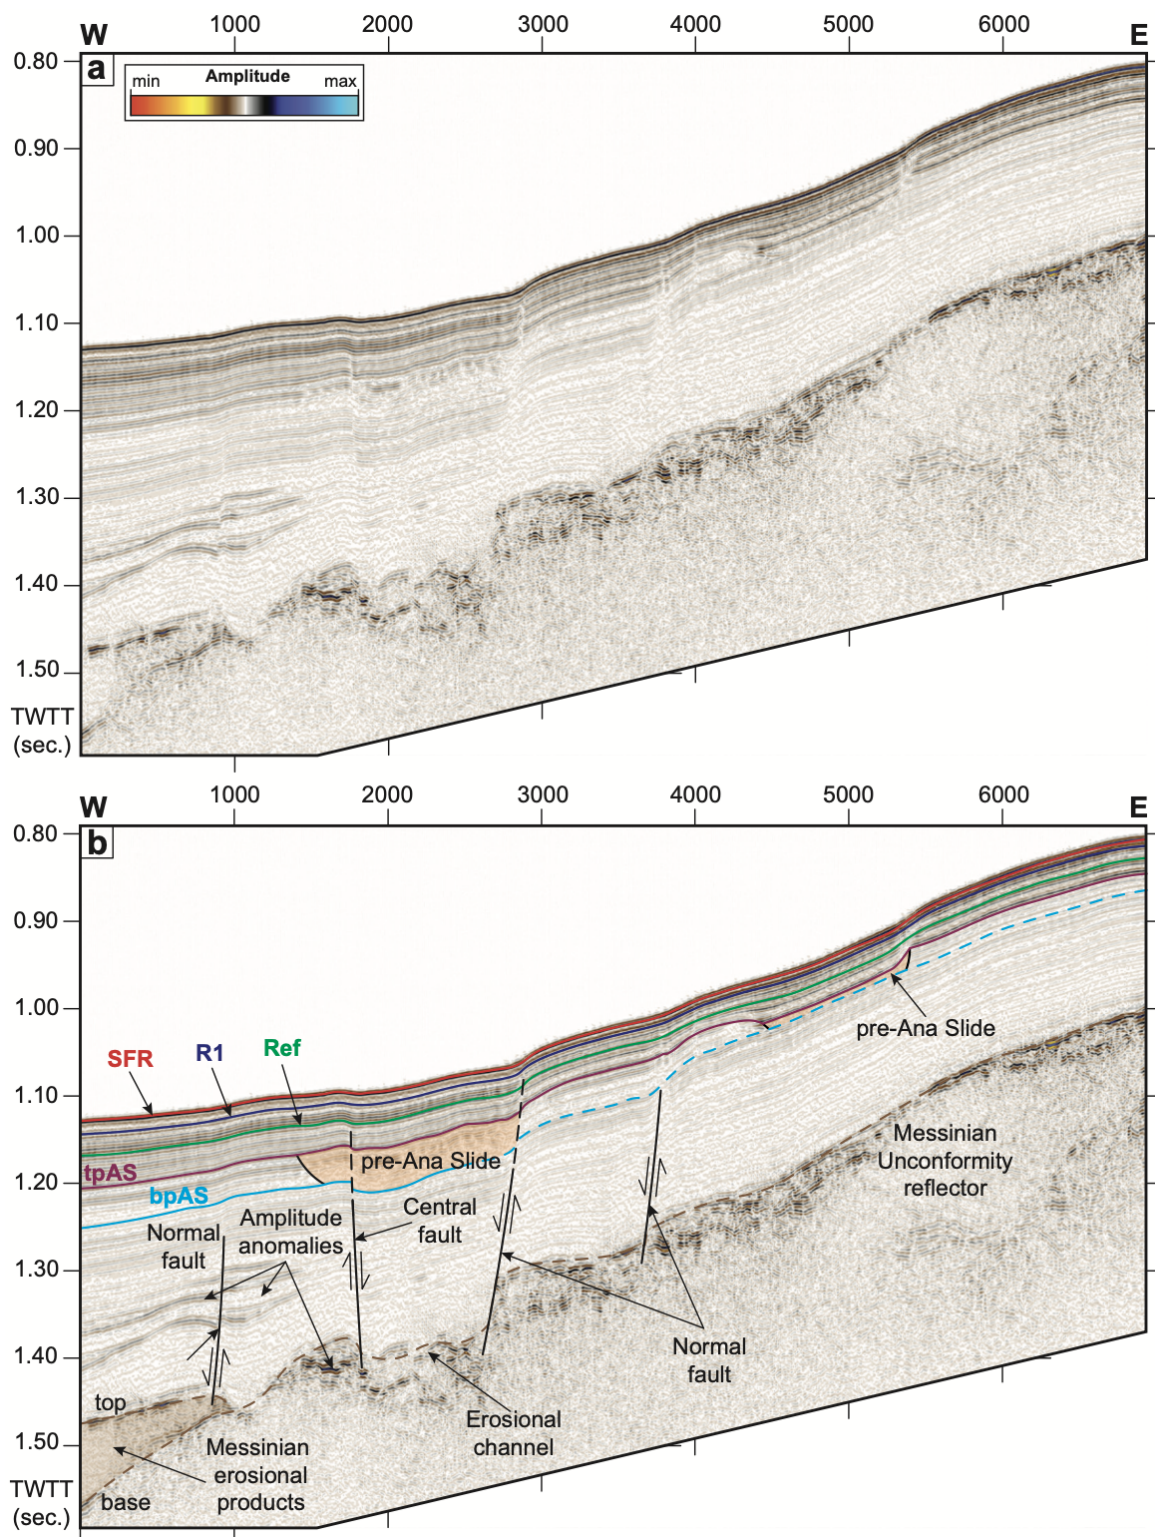 1000 2000 3000 4000 5000 6000
W E
a
min Amplitude max
0.80
0.90
1.00
1.10
1.20
1.30
1.40
1.50
TWTT
(sec.)
1000 2000 3000 4000 5000 6000
W E
b
0.80
0.90
1.00
1.10
1.20
1.30
1.40
1.50
TWTT
(sec.)
SFR
R1
Ref
tpAS
bpAS
pre-Ana Slide
pre-Ana Slide
Messinian
Unconformity
reflector
Normal
fault
Amplitude
anomalies
Central
fault
Normal
fault
top
Messinian
erosional
products
base
Erosional
channel